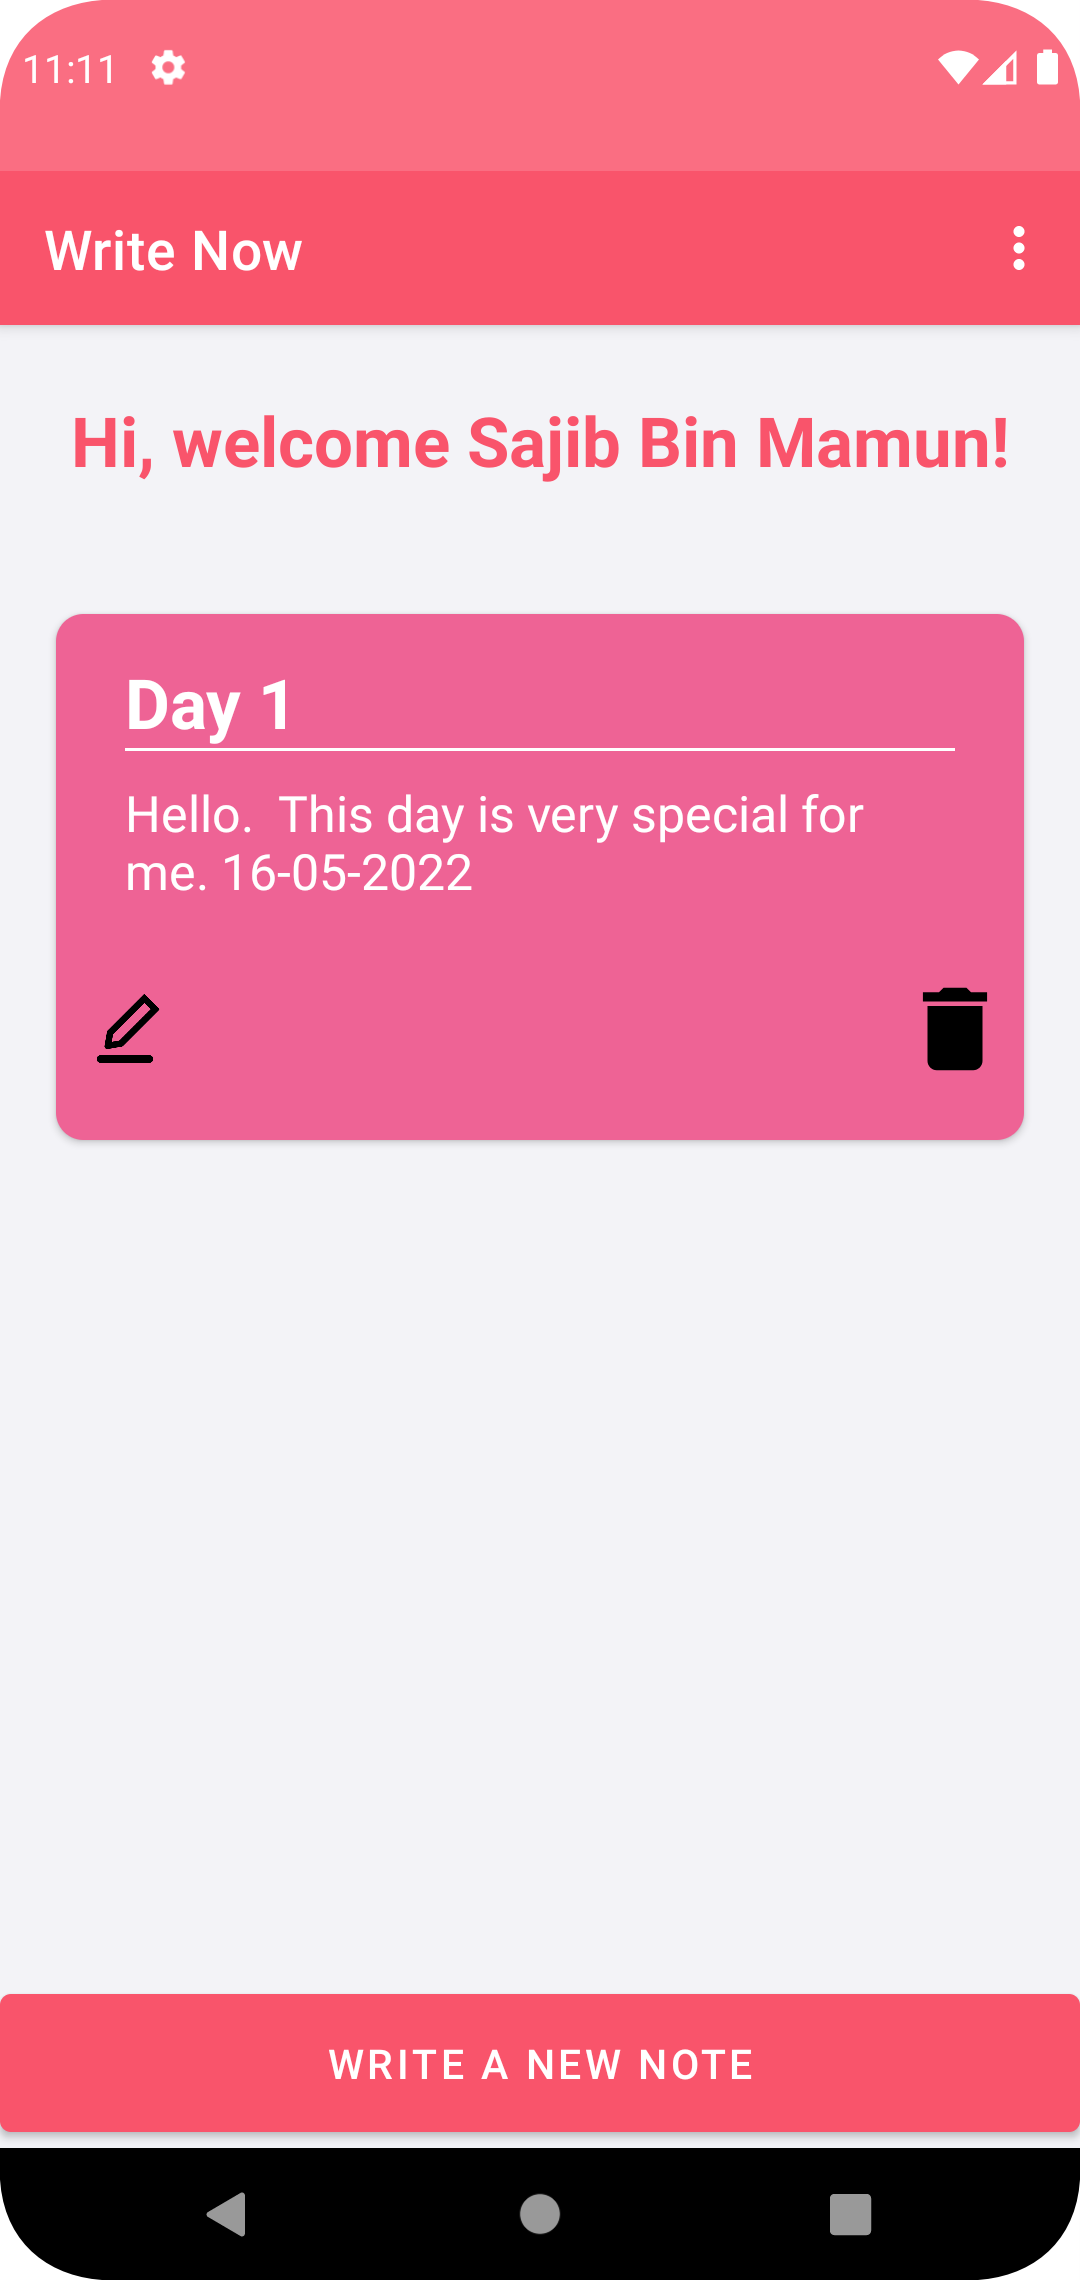 11:11
Write Now
Hi, welcome Sajib Bin Mamun!
Day 1
Hello.  This day is very special for
me. 16-05-2022
WRITE A NEW NOTE